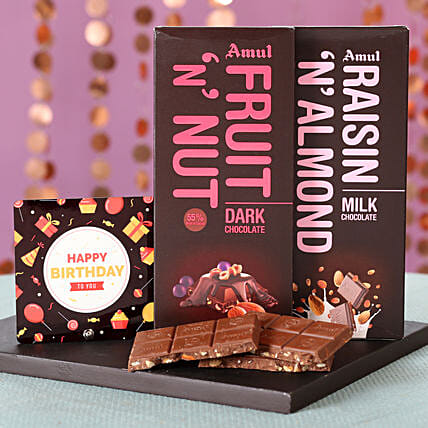 HAPPY
BIRTHDAY
TO YOU
Amul
FRUIT
'N' NUT
55%
DARK
CHOCOLATE
Amul
RAISIN
'N' ALMOND
MILK
CHOCOLATE